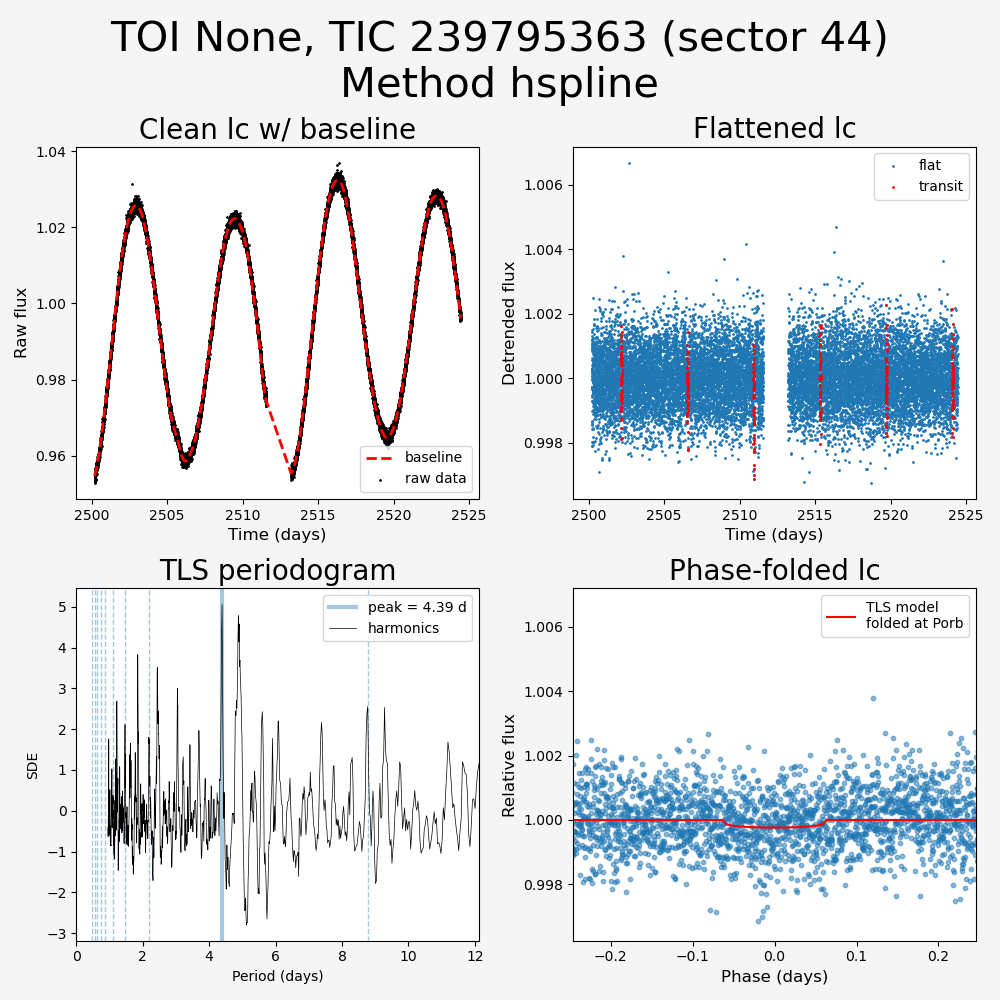 TOI None, TIC 239795363 (sector 44)
Method hspline
Clean lc w/ baseline
Raw flux
1.04
1.02
1.00
0.98
0.96
baseline
raw data
2500
2505
2510
2515
2520
2525
Time (days)
Flattened lc
Detrended flux
1.006
1.004
1.002
1.000
0.998
flat
transit
2500
2505
2510
2515
2520
2525
Time (days)
TLS periodogram
SDE
5
4
3
2
1
0
−1
−2
−3
peak = 4.39 d
harmonics
0
2
4
6
8
10
12
Period (days)
Phase-folded lc
Relative flux
1.006
1.004
1.002
1.000
0.998
TLS model
folded at Porb
−0.2
−0.1
0.0
0.1
0.2
Phase (days)